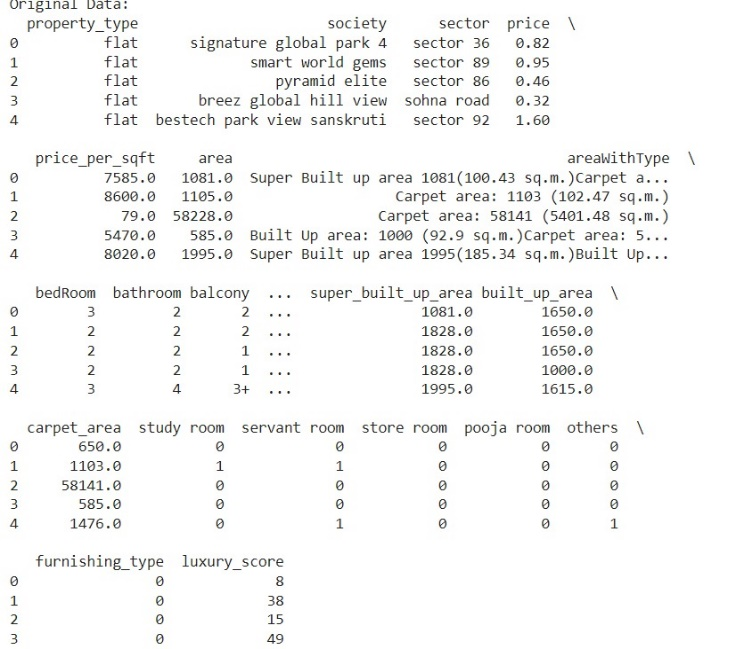 Original Data:
property_type society sector price \
0 flat signature global park 4 sector 36 0.82
1 flat smart world gems sector 89 0.95
2 flat pyramid elite sector 86 0.46
3 flat breez global hill view sohna road 0.32
4 flat bestech park view sanskruti sector 92 1.60
price_per_sqft area areaWithType \
0 7585.0 1081.0 Super Built up area 1081(100.43 sq.m.)Carpet a...
1 8600.0 1105.0 Carpet area: 1103 (102.47 sq.m.)
2 79.0 58228.0 Carpet area: 58141 (5401.48 sq.m.)
3 5470.0 585.0 Built Up area: 1000 (92.9 sq.m.)Carpet area: 5...
4 8020.0 1995.0 Super Built up area 1995(185.34 sq.m.)Built Up...
bedRoom bathroom balcony ... super_built_up_area built_up_area \
0 3 2 2 ... 1081.0 1650.0
1 2 2 2 ... 1828.0 1650.0
2 2 2 1 ... 1828.0 1650.0
3 2 2 1 ... 1828.0 1000.0
4 3 4 3+ ... 1995.0 1615.0
carpet_area study room servant room store room pooja room others \
0 650.0 0 0 0 0 0
1 1103.0 1 1 0 0 0
2 58141.0 0 0 0 0 0
3 585.0 0 0 0 0 0
4 1476.0 0 1 0 0 1
furnishing_type luxury_score
0 0 8
1 0 38
2 0 15
3 0 49